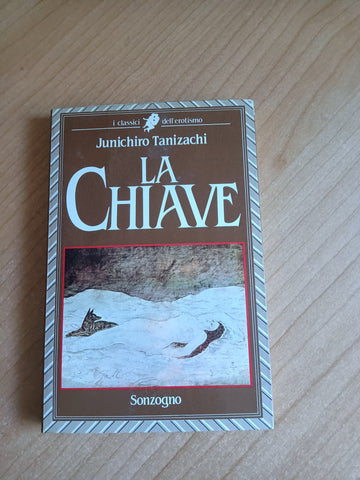 i classici dell'erotismo
Junichiro Tanizachi
LA
CHIAVE
Sonzogno